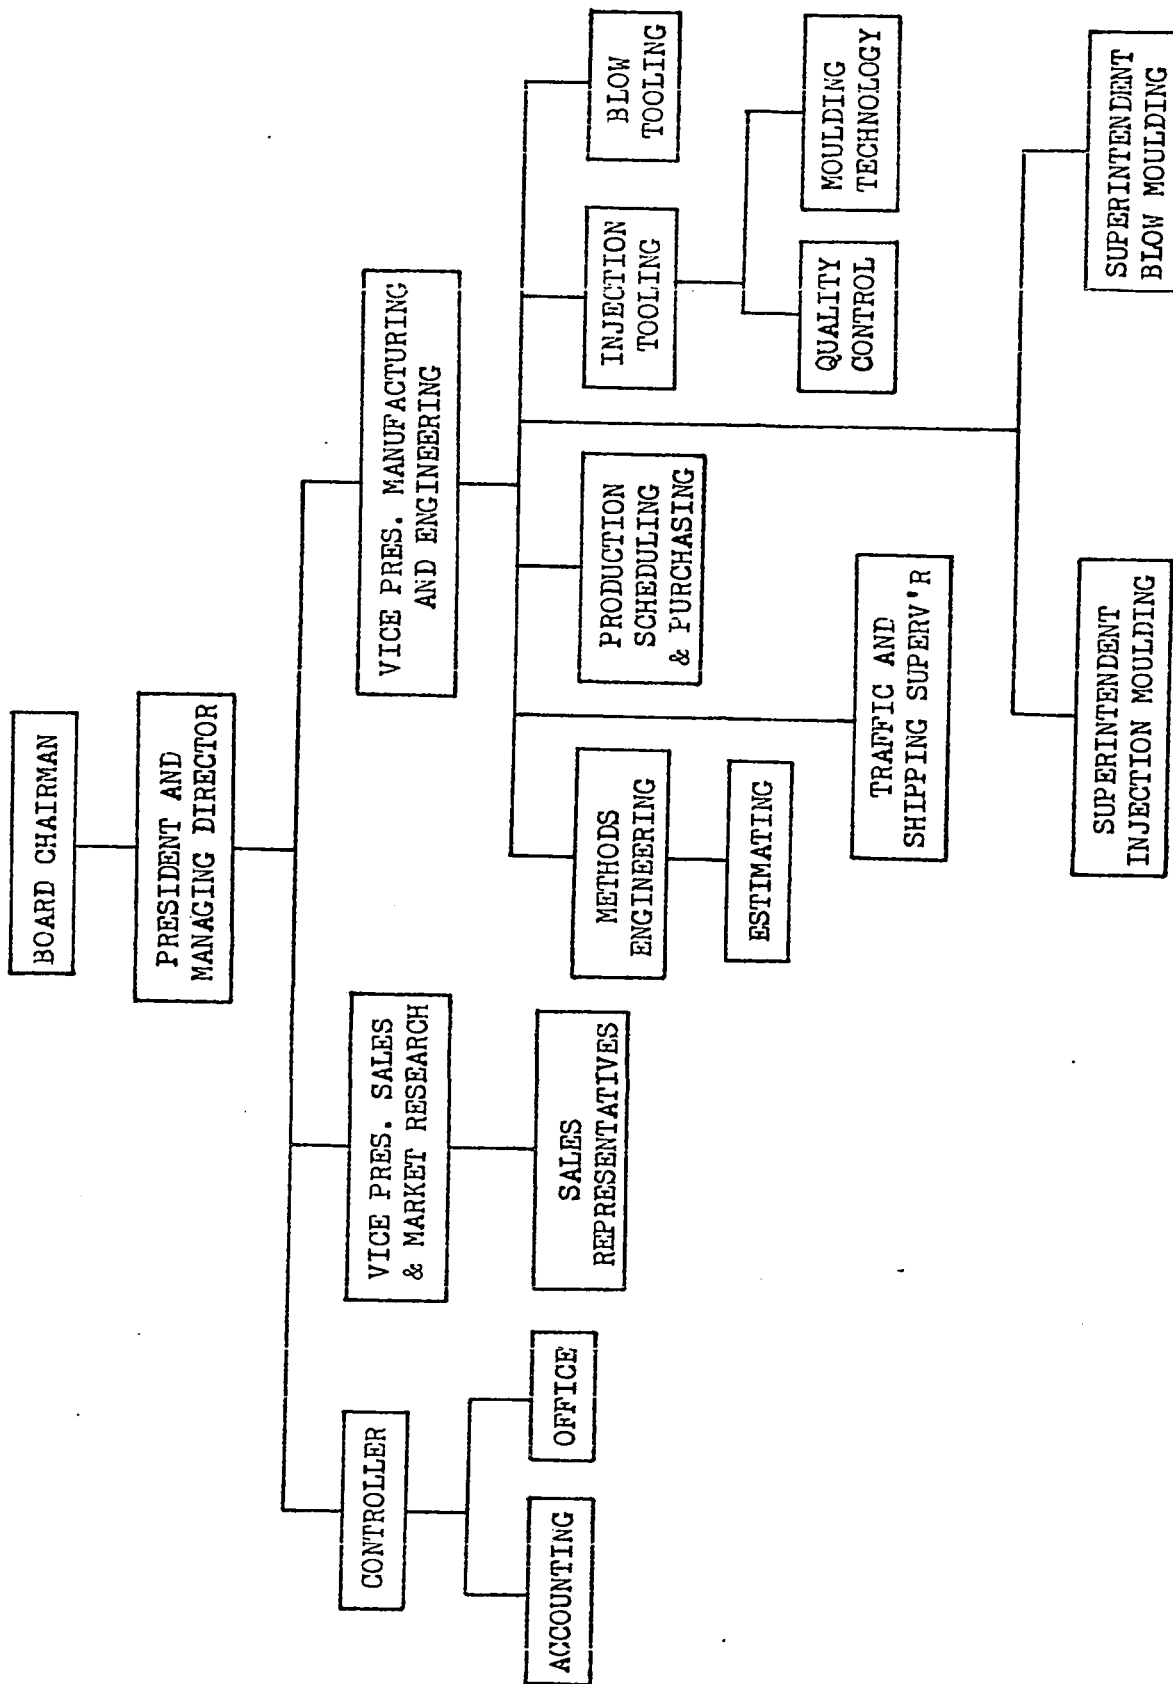 BOARD CHAIRMAN
PRESIDENT AND
MANAGING DIRECTOR
CONTROLLER
VICE PRES. SALES
& MARKET RESEARCH
VICE PRES. MANUFACTURING
AND ENGINEERING
ACCOUNTING
OFFICE
SALES
REPRESENTATIVES
METHODS
ENGINEERING
PRODUCTION
SCHEDULING
& PURCHASING
INJECTION
TOOLING
BLOW
TOOLING
ESTIMATING
QUALITY
CONTROL
MOULDING
TECHNOLOGY
TRAFFIC AND
SHIPPING SUPERV'R
SUPERINTENDENT
INJECTION MOULDING
SUPERINTENDENT
BLOW MOULDING